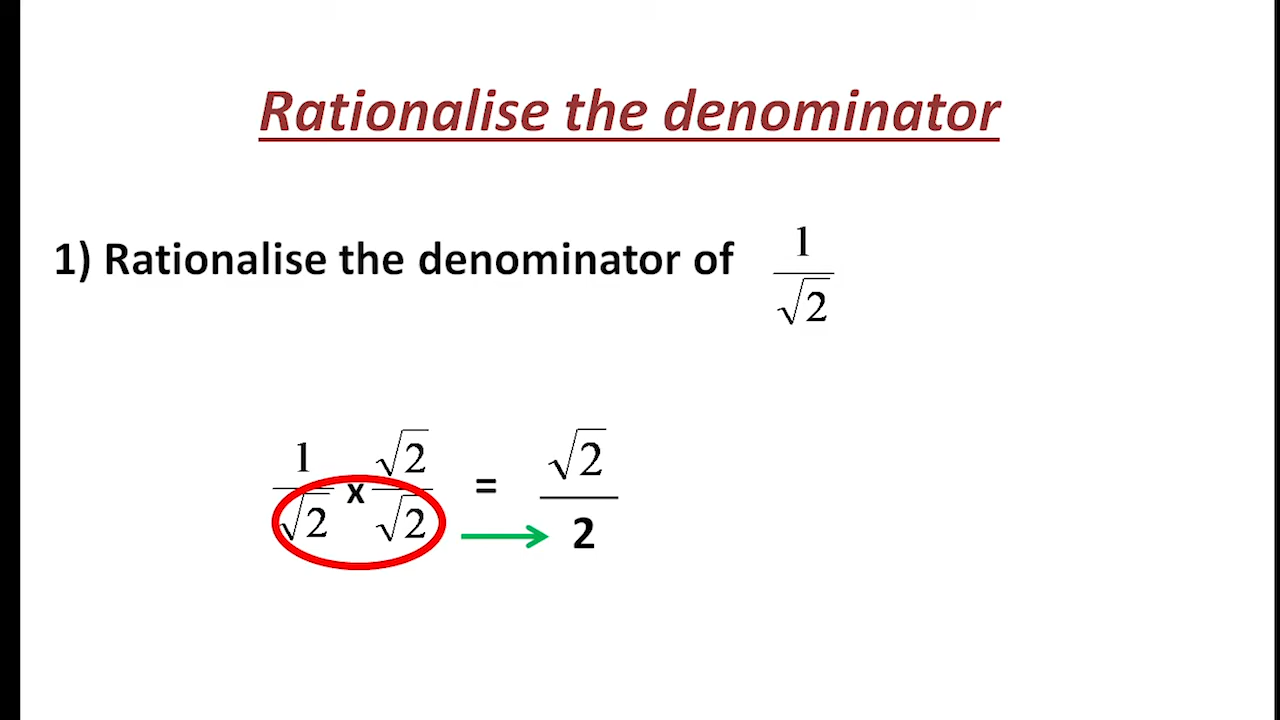 Rationalise the denominator
1) Rationalise the denominator of 1/√2
1/√2 x √2/√2 = √2/2